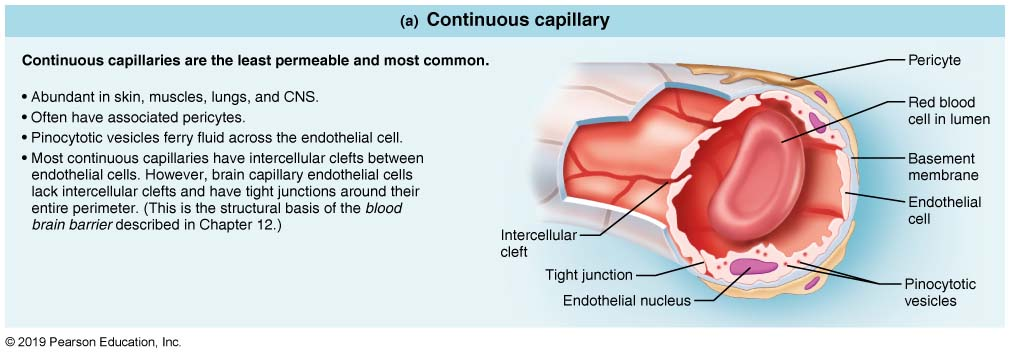 (a) Continuous capillary
Continuous capillaries are the least permeable and most common.
• Abundant in skin, muscles, lungs, and CNS.
• Often have associated pericytes.
• Pinocytotic vesicles ferry fluid across the endothelial cell.
• Most continuous capillaries have intercellular clefts between
endothelial cells. However, brain capillary endothelial cells
lack intercellular clefts and have tight junctions around their
entire perimeter. (This is the structural basis of the blood
brain barrier described in Chapter 12.)
Pericyte
Red blood
cell in lumen
Basement
membrane
Endothelial
cell
Intercellular
cleft
Tight junction
Endothelial nucleus
Pinocytotic
vesicles
© 2019 Pearson Education, Inc.